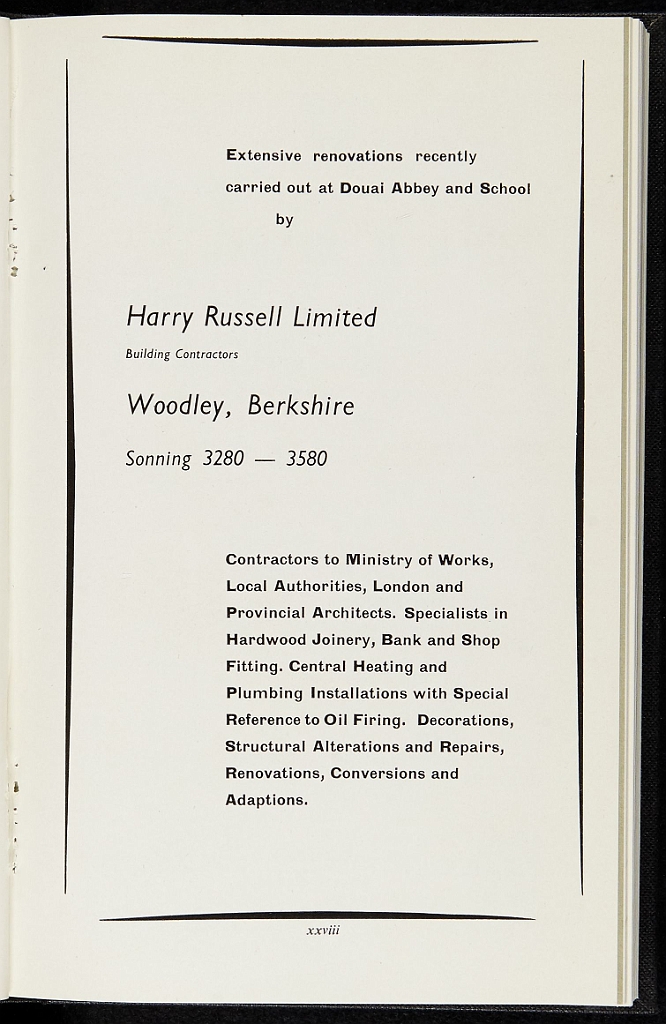 Extensive renovations recently
carried out at Douai Abbey and School
by
Harry Russell Limited
Building Contractors
Woodley, Berkshire
Sonning 3280 — 3580
Contractors to Ministry of Works,
Local Authorities, London and
Provincial Architects. Specialists in
Hardwood Joinery, Bank and Shop
Fitting. Central Heating and
Plumbing Installations with Special
Reference to Oil Firing. Decorations,
Structural Alterations and Repairs,
Renovations, Conversions and
Adaptions.
xxviii